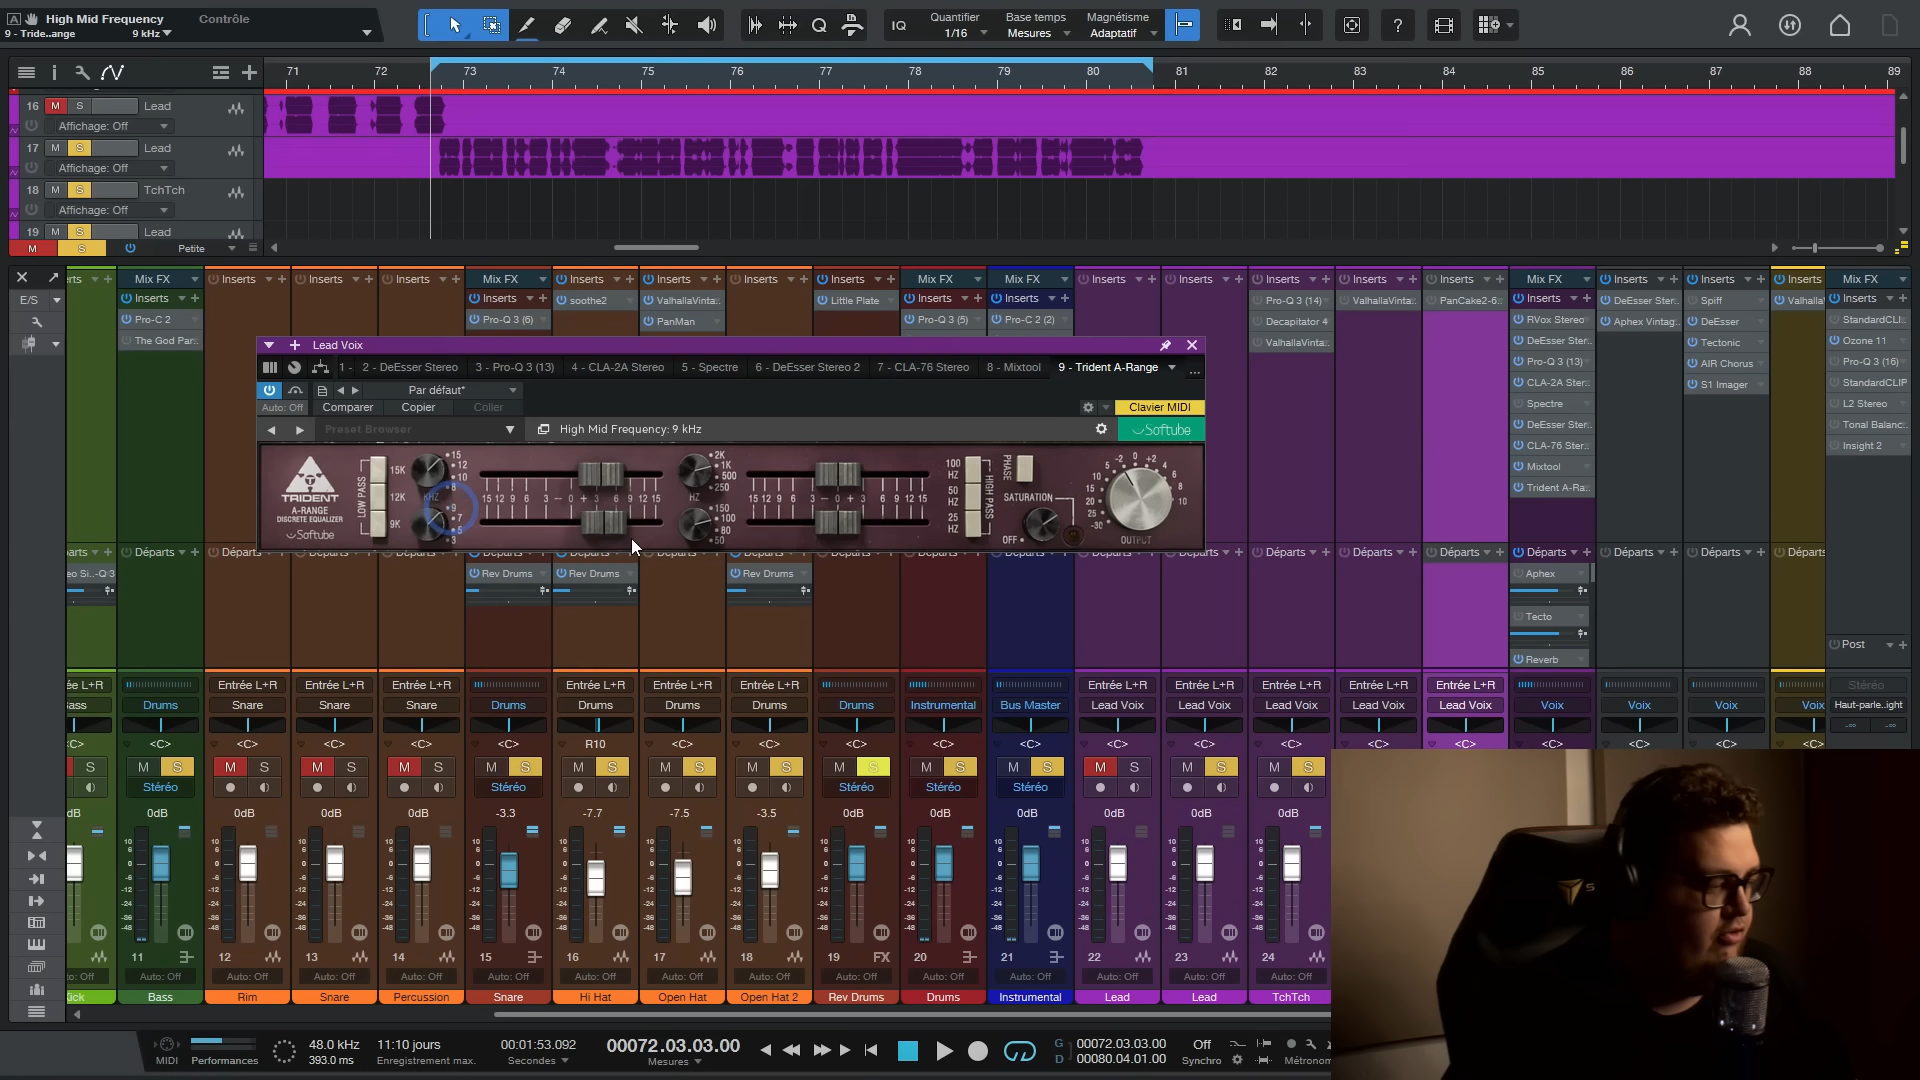 High Mid Frequency
Contrôle
9 - Tride..ange
9 kHz
IQ
Quantifier
1/16
Base temps
Mesures
Magnétisme
Adaptatif
71 72 73 74 75 76 77 78 79 80 81 82 83 84 85 86 87 88 89
16 M S Lead
Affichage: Off
17 M S Lead
Affichage: Off
18 M S TchTch
Affichage: Off
19 M S Lead
M S Petite
Mix FX Inserts Inserts Inserts Mix FX Inserts Inserts Inserts Inserts Mix FX Mix FX Inserts Inserts Inserts Inserts Inserts Mix FX Inserts Inserts Inserts Mix FX
E/S Inserts Inserts soothe2 ValhallaVinta.. Little Plate Inserts Inserts Pro-Q 3 (14) ValhallaVinta.. PanCake2-6.. Inserts DeEsser Ster.. Spiff Inserts
Pro-C 2 Pro-Q 3 (6) PanMan Pro-Q 3 (5) Pro-C 2 (2) Decapitator 4 RVox Stereo Aphex Vintag.. DeEsser StandardCLI..
The God Par.. ValhallaVinta.. DeEsser Ster.. Tectonic Ozone 11
Pro-Q 3 (13) AIR Chorus Pro-Q 3 (16)
CLA-2A Ster.. S1 Imager StandardCLIP
Spectre L2 Stereo
DeEsser Ster.. Tonal Balanc..
CLA-76 Ster.. Insight 2
Mixtool
Trident A-Ra..
Lead Voix
1 - 2 - DeEsser Stereo 3 - Pro-Q 3 (13) 4 - CLA-2A Stereo 5 - Spectre 6 - DeEsser Stereo 2 7 - CLA-76 Stereo 8 - Mixtool 9 - Trident A-Range
Par défaut*
Auto: Off Comparer Copier Coller Clavier MIDI
Preset Browser High Mid Frequency: 9 kHz Softube
TRIDENT
A-RANGE
DISCRETE EQUALIZER
Softube
LOW PASS
15K
12K
9K
KHZ
15 12 10 8
9 7 5 3
15 12 9 6 3 - 0 + 3 6 9 12 15
2K 1K 500 250
HZ
150 100 80 50
15 12 9 6 3 - 0 + 3 6 9 12 15
100 HZ
50 HZ
25 HZ
HIGH PASS
PHASE
SATURATION
OFF
OUTPUT
Départs Départs Départs Départs Départs Départs Départs Départs Départs Départs Départs Départs Départs Départs
Rev Drums Rev Drums Rev Drums Aphex
Tecto
Reverb
Post
Entrée L+R Entrée L+R Entrée L+R Entrée L+R Entrée L+R Entrée L+R Entrée L+R Entrée L+R Entrée L+R Entrée L+R Entrée L+R Stéréo
Drums Snare Snare Snare Drums Drums Drums Drums Drums Instrumental Bus Master Lead Voix Lead Voix Lead Voix Lead Voix Lead Voix Voix Voix Voix Voix Haut-parle..ight
<C> <C> <C> <C> <C> R10 <C> <C> <C> <C> <C> <C> <C> <C> <C> <C> <C> <C> <C>
M S M S M S M S M S M S M S M S M S M S M S M S M S M S
Stéréo Stéréo Stéréo Stéréo Stéréo
0dB 0dB 0dB 0dB -3.3 -7.7 -7.5 -3.5 0dB 0dB 0dB 0dB 0dB 0dB
11 12 13 14 15 16 17 18 19 FX 20 21 22 23 24
Auto: Off Auto: Off Auto: Off Auto: Off Auto: Off Auto: Off Auto: Off Auto: Off Auto: Off Auto: Off Auto: Off Auto: Off Auto: Off Auto: Off
Kick Bass Rim Snare Percussion Snare Hi Hat Open Hat Open Hat 2 Rev Drums Drums Instrumental Lead Lead TchTch
MIDI
Performances
48.0 kHz
393.0 ms
11:10 jours
Enregistrement max.
00:01:53.092
Secondes
00072.03.03.00
Mesures
G 00072.03.03.00
D 00080.04.01.00
Off
Synchro
Métronom